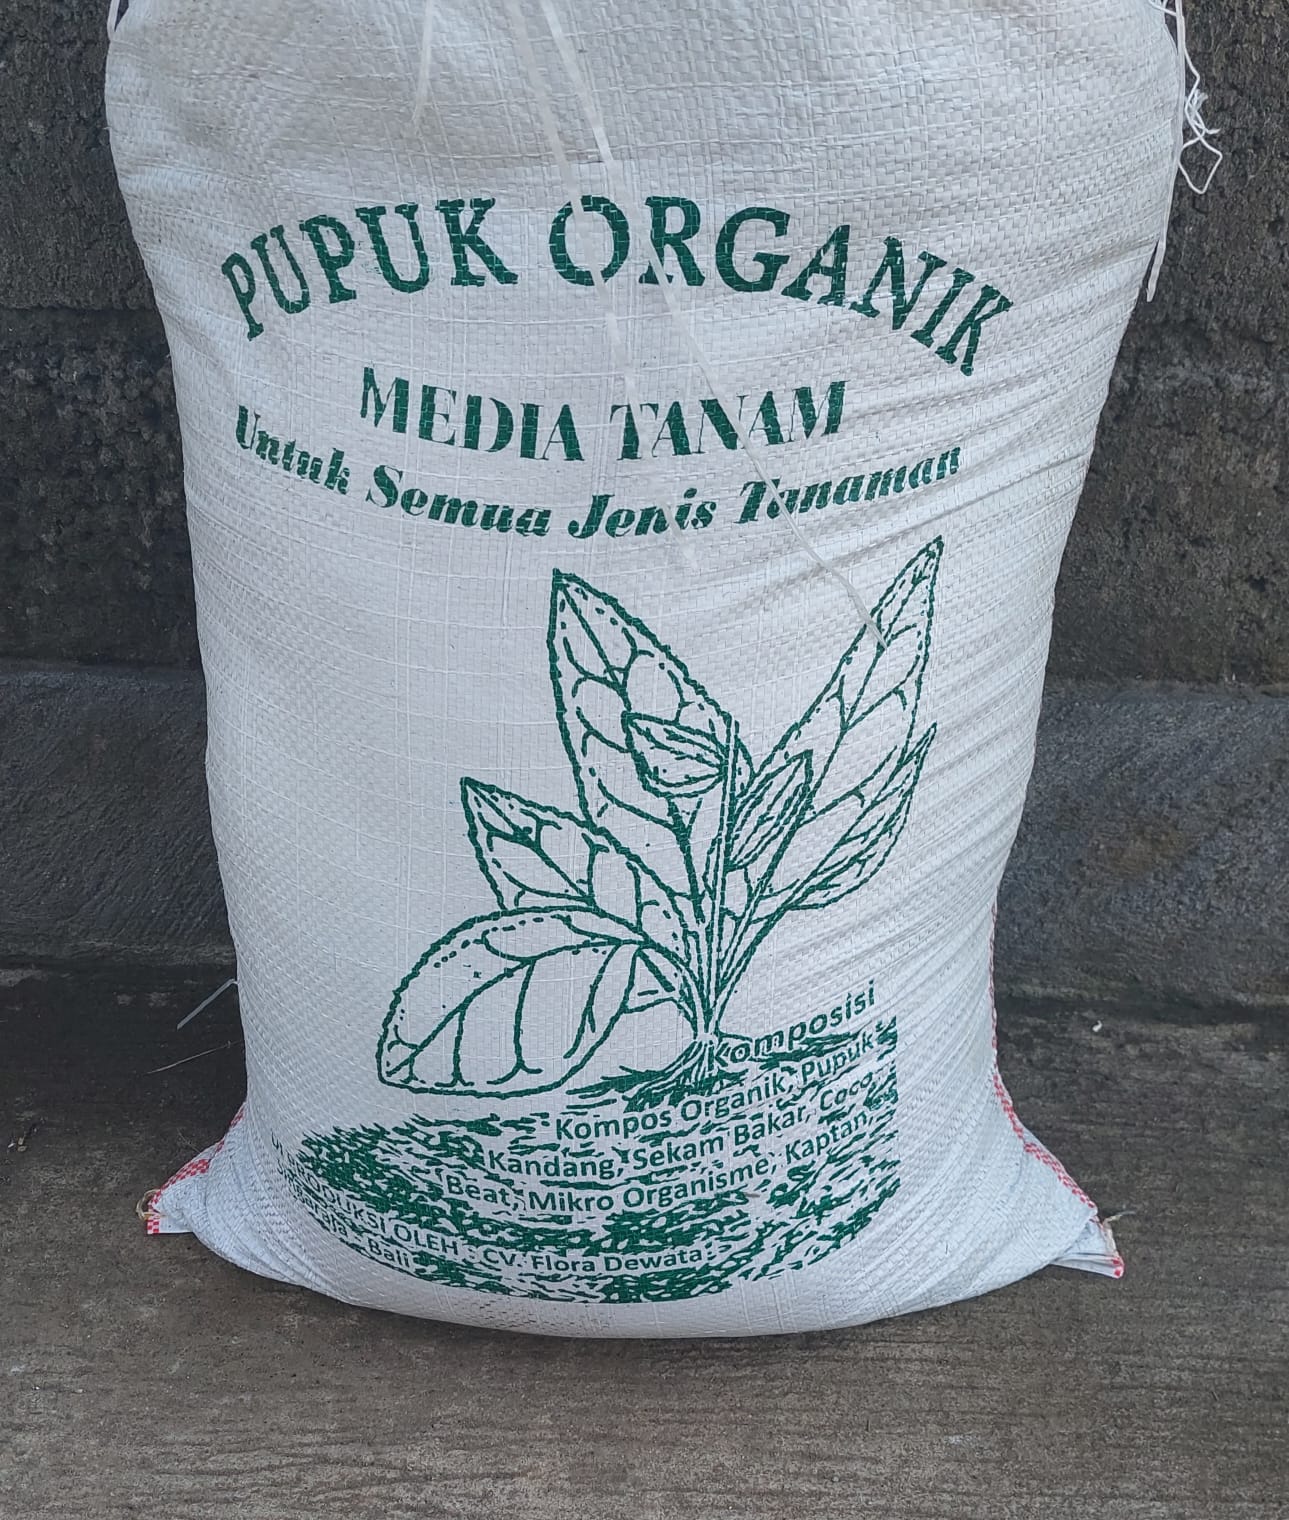 PUPUK ORGANIK
MEDIA TANAM
Untuk Semua Jenis Tanaman
Komposisi
Kompos Organik, Pupuk
Kandang, Sekam Bakar, Coco
Beat, Mikro Organisme, Kaptan,
DI PRODUKSI OLEH : CV. Flora Dewata
- Bali